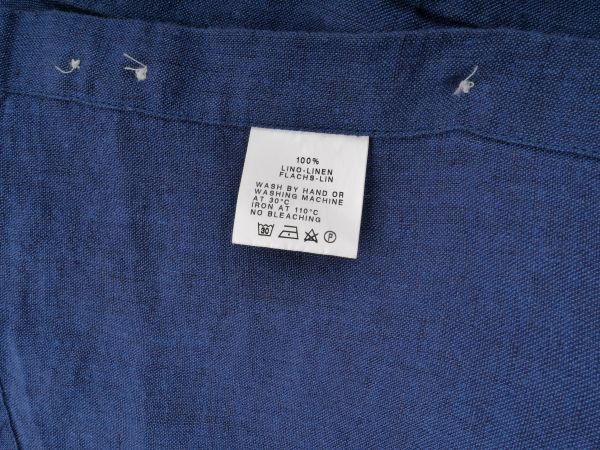 100%
LINO-LINEN
FLACHS-LIN
WASH BY HAND OR
WASHING MACHINE
AT 30°C
IRON AT 110°C
NO BLEACHING
30 P